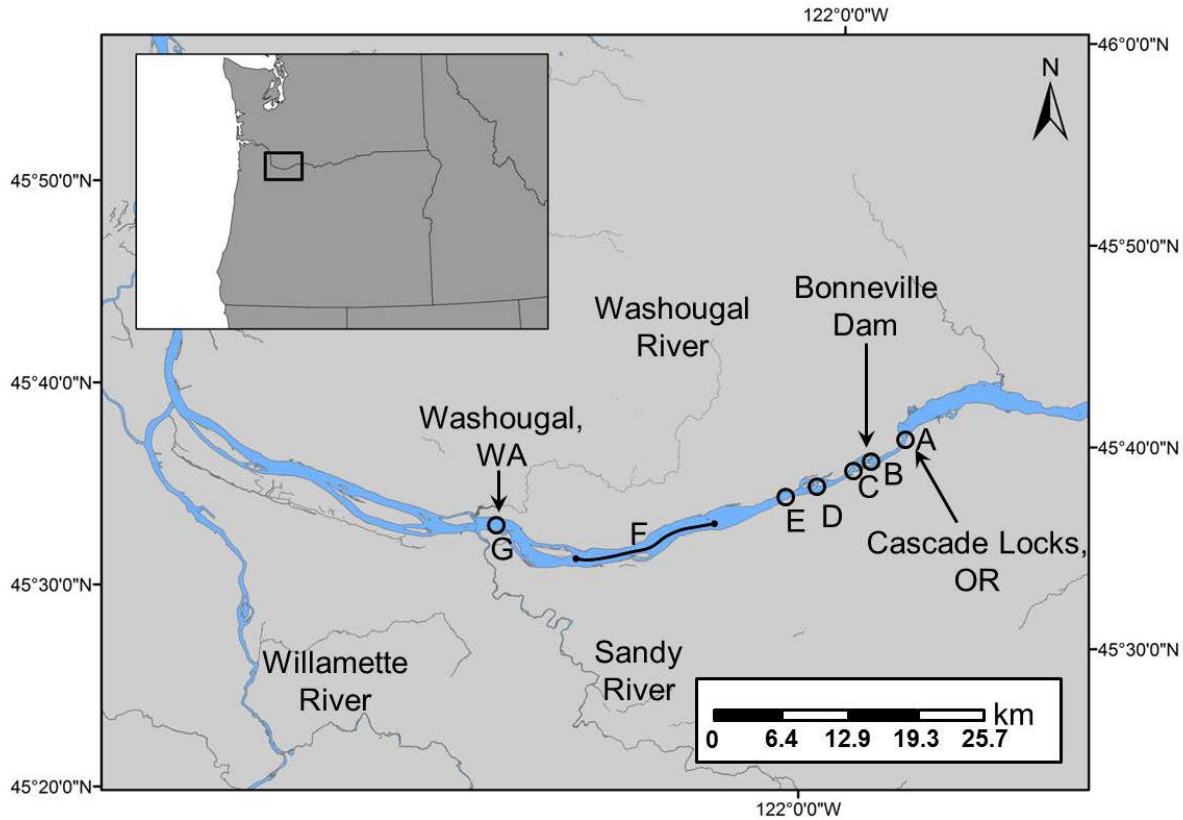 122°0'0"W
46°0'0"N
N
45°50'0"N
45°50'0"N
Bonneville
Dam
Washougal
River
45°40'0"N
Washougal,
WA
A
45°40'0"N
B
C
D
E
F
G
Cascade Locks,
OR
45°30'0"N
45°30'0"N
Willamette
River
Sandy
River
km
0 6.4 12.9 19.3 25.7
45°20'0"N
122°0'0"W